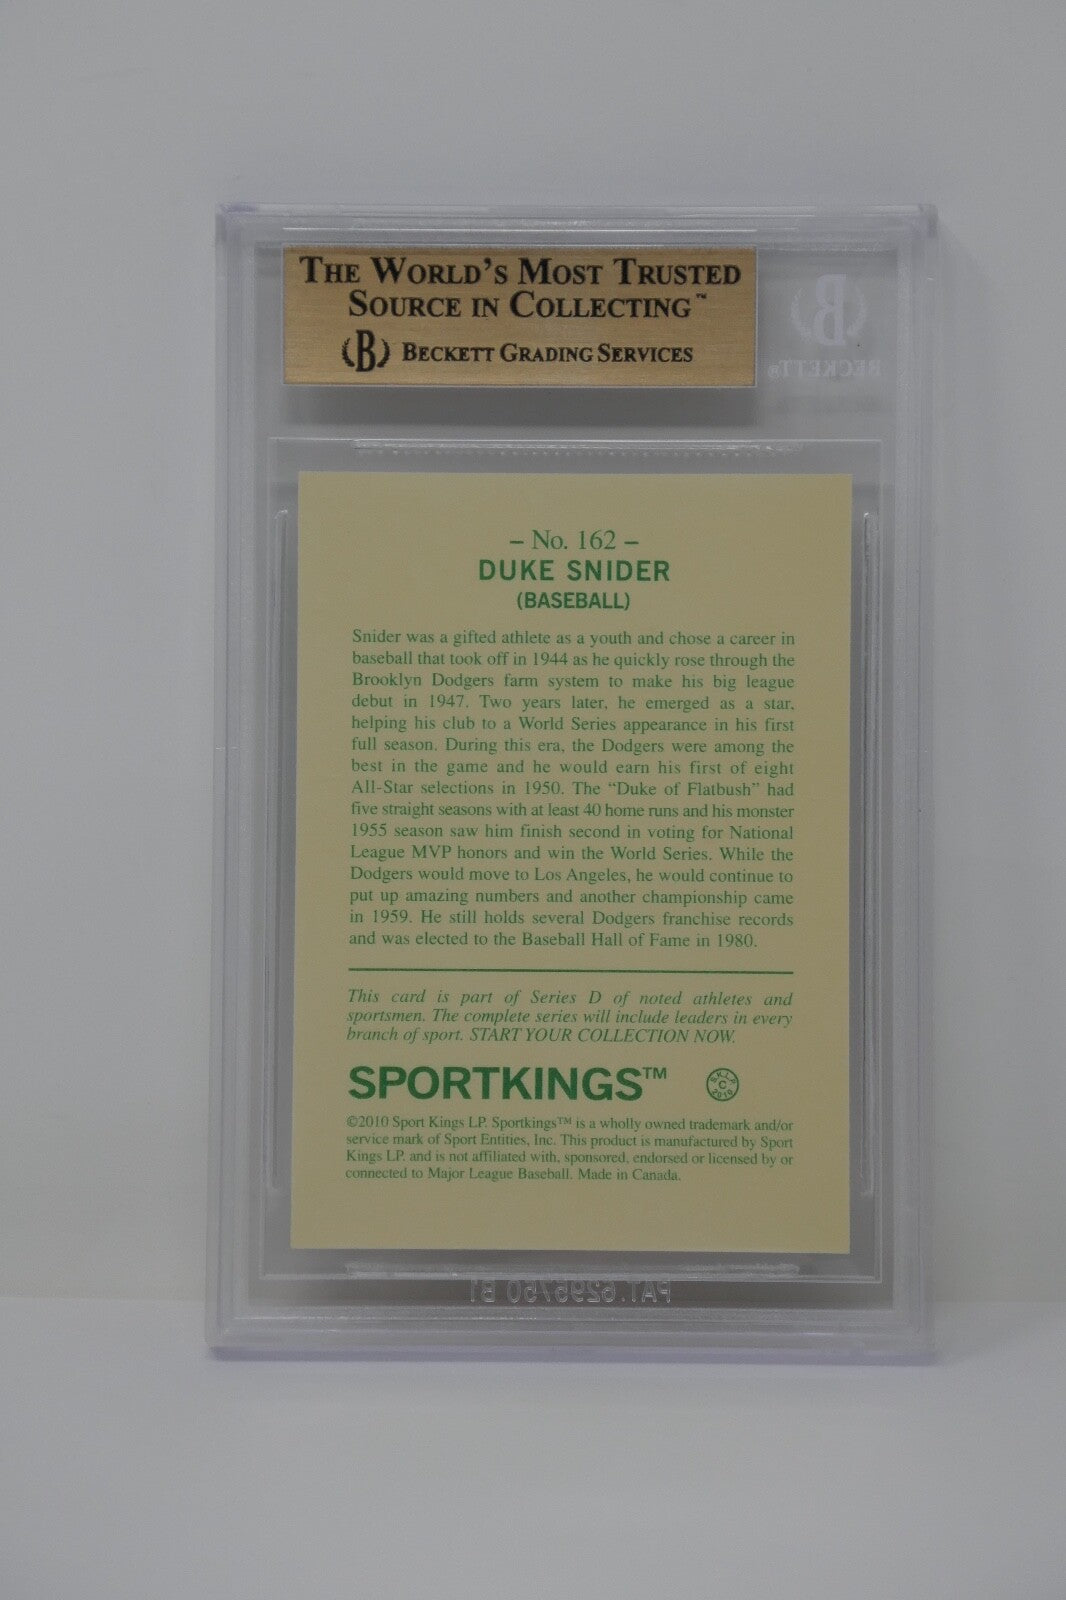 THE WORLD'S MOST TRUSTED
SOURCE IN COLLECTING™
B BECKETT GRADING SERVICES
B
BECKETT®
– No. 162 –
DUKE SNIDER
(BASEBALL)
Snider was a gifted athlete as a youth and chose a career in
baseball that took off in 1944 as he quickly rose through the
Brooklyn Dodgers farm system to make his big league
debut in 1947. Two years later, he emerged as a star,
helping his club to a World Series appearance in his first
full season. During this era, the Dodgers were among the
best in the game and he would earn his first of eight
All-Star selections in 1950. The “Duke of Flatbush” had
five straight seasons with at least 40 home runs and his monster
1955 season saw him finish second in voting for National
League MVP honors and win the World Series. While the
Dodgers would move to Los Angeles, he would continue to
put up amazing numbers and another championship came
in 1959. He still holds several Dodgers franchise records
and was elected to the Baseball Hall of Fame in 1980.
This card is part of Series D of noted athletes and
sportsmen. The complete series will include leaders in every
branch of sport. START YOUR COLLECTION NOW.
SPORTKINGS™ S.K.L.P. C 2010
©2010 Sport Kings LP. Sportkings™ is a wholly owned trademark and/or
service mark of Sport Entities, Inc. This product is manufactured by Sport
Kings LP. and is not affiliated with, sponsored, endorsed or licensed by or
connected to Major League Baseball. Made in Canada.
PAT. 6295750 B1